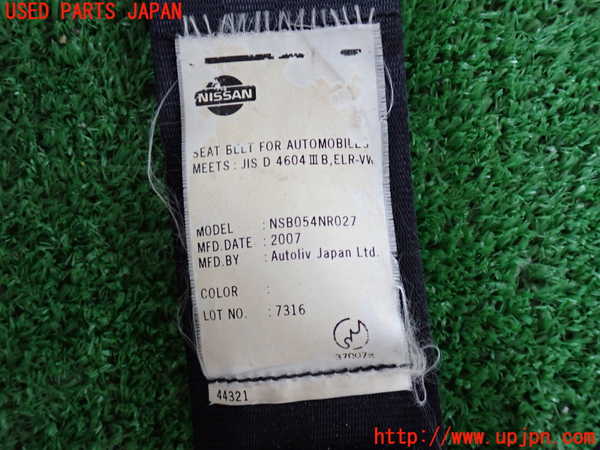 USED PARTS JAPAN
NISSAN
SEAT BELT FOR AUTOMOBILES
MEETS : JIS D 4604 III B, ELR-VW
MODEL : NSB054NR027
MFD.DATE : 2007
MFD.BY : Autoliv Japan Ltd.
COLOR :
LOT NO. : 7316
44321
http://www.upjpn.com/